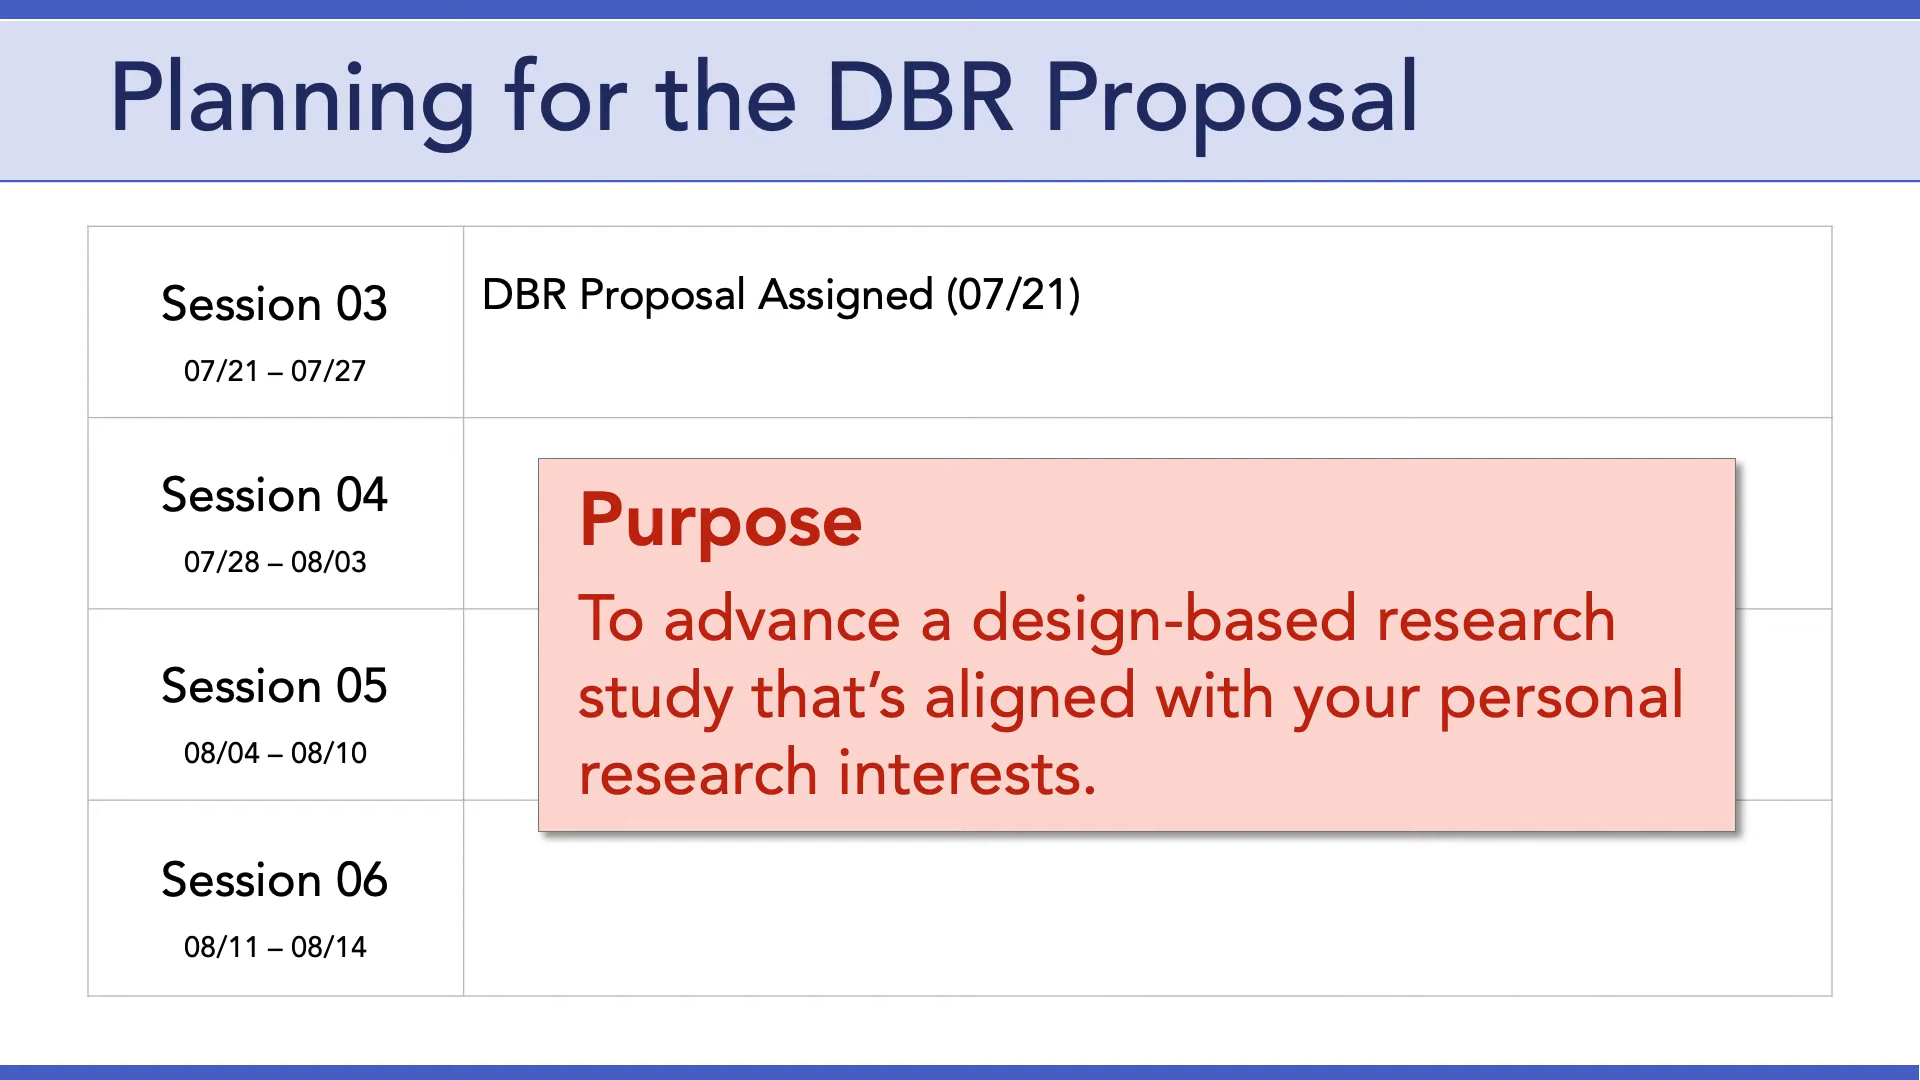 Planning for the DBR Proposal
Session 03
07/21 – 07/27
DBR Proposal Assigned (07/21)
Session 04
07/28 – 08/03
Purpose
To advance a design-based research
study that’s aligned with your personal
research interests.
Session 05
08/04 – 08/10
Session 06
08/11 – 08/14